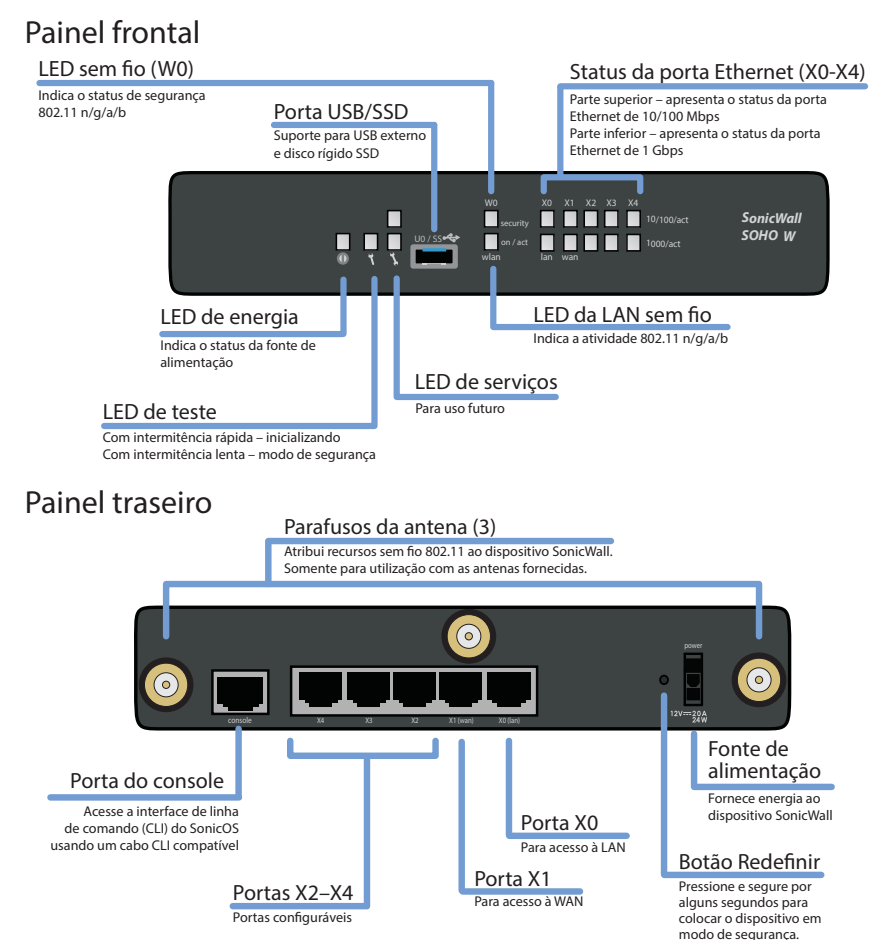 Painel frontal
LED sem fio (W0)
Indica o status de segurança
802.11 n/g/a/b
Porta USB/SSD
Suporte para USB externo
e disco rígido SSD
Status da porta Ethernet (X0-X4)
Parte superior – apresenta o status da porta
Ethernet de 10/100 Mbps
Parte inferior – apresenta o status da porta
Ethernet de 1 Gbps
W0
X0 X1 X2 X3 X4
security
10/100/act
U0 / SS
on / act
1000/act
wlan
lan wan
SonicWall
SOHO W
LED de energia
Indica o status da fonte de
alimentação
LED da LAN sem fio
Indica a atividade 802.11 n/g/a/b
LED de serviços
Para uso futuro
LED de teste
Com intermitência rápida – inicializando
Com intermitência lenta – modo de segurança
Painel traseiro
Parafusos da antena (3)
Atribui recursos sem fio 802.11 ao dispositivo SonicWall.
Somente para utilização com as antenas fornecidas.
power
console
X4
X3
X2
X1 (wan)
X0 (lan)
12V 2.0 A
24W
Porta do console
Acesse a interface de linha
de comando (CLI) do SonicOS
usando um cabo CLI compatível
Portas X2–X4
Portas configuráveis
Porta X1
Para acesso à WAN
Porta X0
Para acesso à LAN
Fonte de
alimentação
Fornece energia ao
dispositivo SonicWall
Botão Redefinir
Pressione e segure por
alguns segundos para
colocar o dispositivo em
modo de segurança.